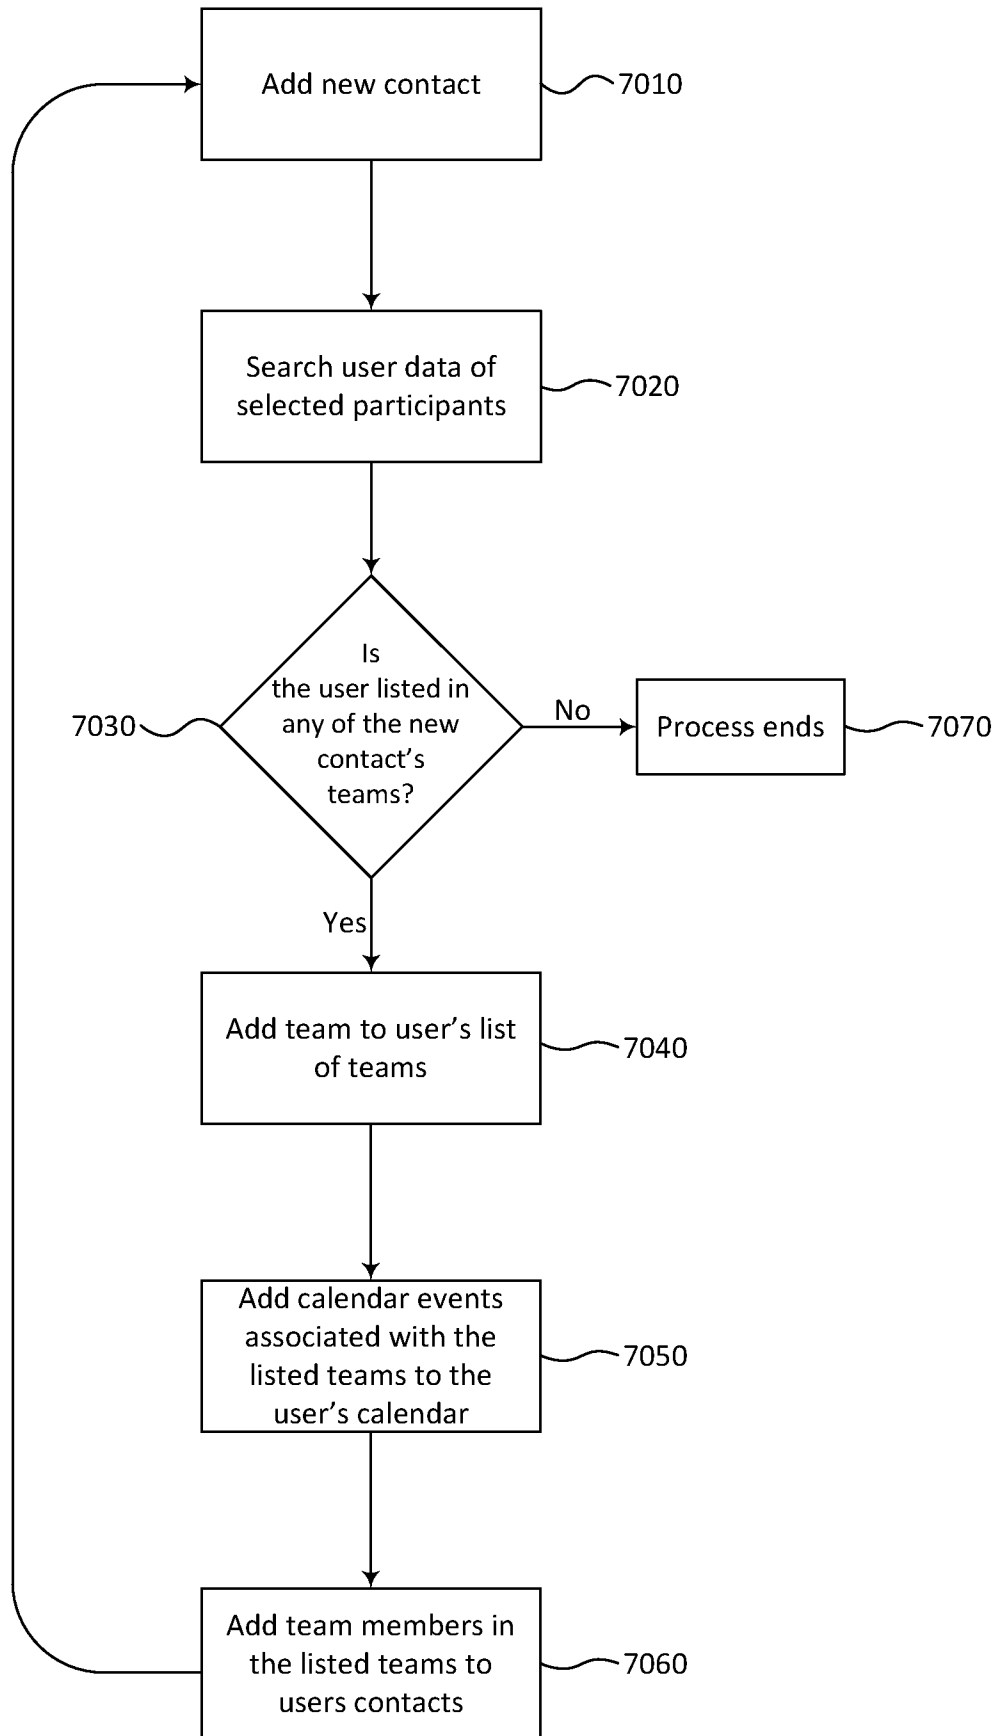 Add new contact
7010
Search user data of
selected participants
7020
Is
the user listed in
any of the new
contact's
teams?
7030
No
Process ends
7070
Yes
Add team to user's list
of teams
7040
Add calendar events
associated with the
listed teams to the
user's calendar
7050
Add team members in
the listed teams to
users contacts
7060